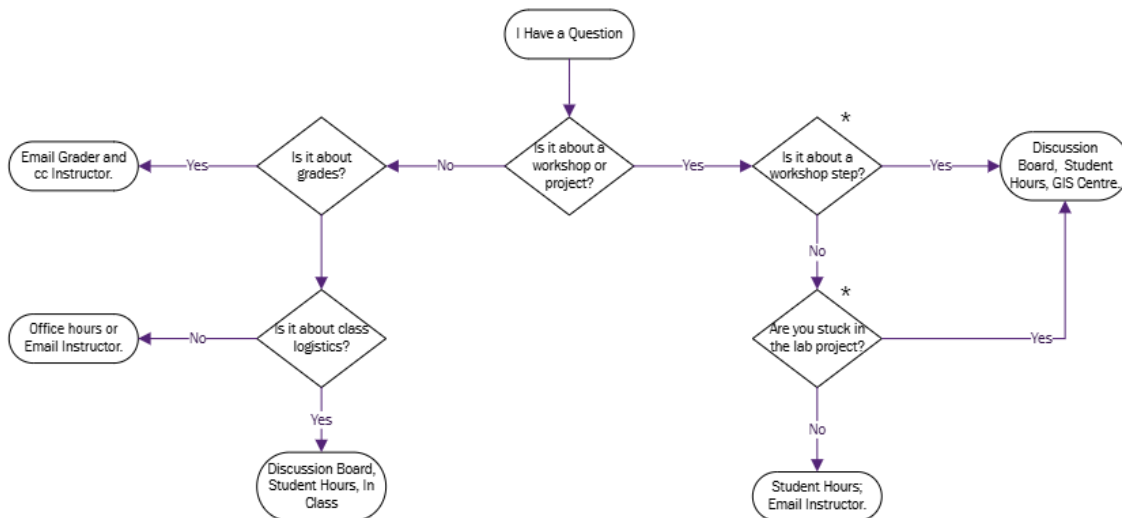 I Have a Question
*
Is it about
grades?
Is it about a
workshop or
project?
Is it about a
workshop step?
Email Grader and
cc Instructor.
Yes
No
Yes
Yes
Discussion
Board, Student
Hours, GIS Centre.
No
*
Office hours or
Email Instructor.
No
Is it about class
logistics?
Are you stuck in
the lab project?
Yes
Yes
No
Discussion Board,
Student Hours, In
Class
Student Hours;
Email Instructor.